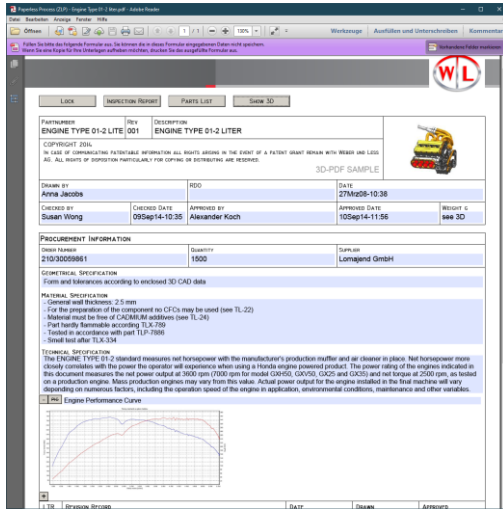 Paperless Process (ZLP) - Engine Type 01-2 liter.pdf - Adobe Reader
Datei Bearbeiten Anzeige Fenster Hilfe
Öffnen 1 / 1 130% Werkzeuge Ausfüllen und Unterschreiben Kommentar
Füllen Sie bitte das folgende Formular aus. Sie können die in dieses Formular eingegebenen Daten nicht speichern.
Wenn Sie eine Kopie für Ihre Unterlagen aufheben möchten, drucken Sie das ausgefüllte Formular aus.
Vorhandene Felder markieren
WL
Lock Inspection Report Parts List Show 3D
Partnumber Rev Description
ENGINE TYPE 01-2 LITE 001 ENGINE TYPE 01-2 LITER
COPYRIGHT 2014
In case of communicating patentable information all rights arising in the event of a patent grant remain with Weber und Less
AG. All rights of disposition particularly for copying or distributing are reserved.
3D-PDF SAMPLE
Drawn by RDO Date
Anna Jacobs 27Mrz08-10:38
Checked by Checked Date Approved by Approved Date Weight G
Susan Wong 09Sep14-10:35 Alexander Koch 10Sep14-11:56 see 3D
Procurement Information
Order Number Quantity Supplier
210/30059861 1500 Lomajend GmbH
Geometrical Specification
Form and tolerances according to enclosed 3D CAD data
Material Specification
- General wall thickness: 2.5 mm
- For the preparation of the component no CFCs may be used (see TL-22)
- Material must be free of CADMIUM additives (see TL-24)
- Part hardly flammable according TLX-789
- Tested in accordance with part TLP-7886
- Smell test after TLX-334
Technical Specification
The ENGINE TYPE 01-2 standard measures net horsepower with the manufacturer's production muffler and air cleaner in place. Net horsepower more
closely correlates with the power the operator will experience when using a Honda engine powered product. The power rating of the engines indicated in
this document measures the net power output at 3600 rpm (7000 rpm for model GXH50, GXV50, GX25 and GX35) and net torque at 2500 rpm, as tested
on a production engine. Mass production engines may vary from this value. Actual power output for the engine installed in the final machine will vary
depending on numerous factors, including the operation speed of the engine in application, environmental conditions, maintenance and other variables.
- PNG Engine Performance Curve
+
LTR Revision Record Date Drawn Approved